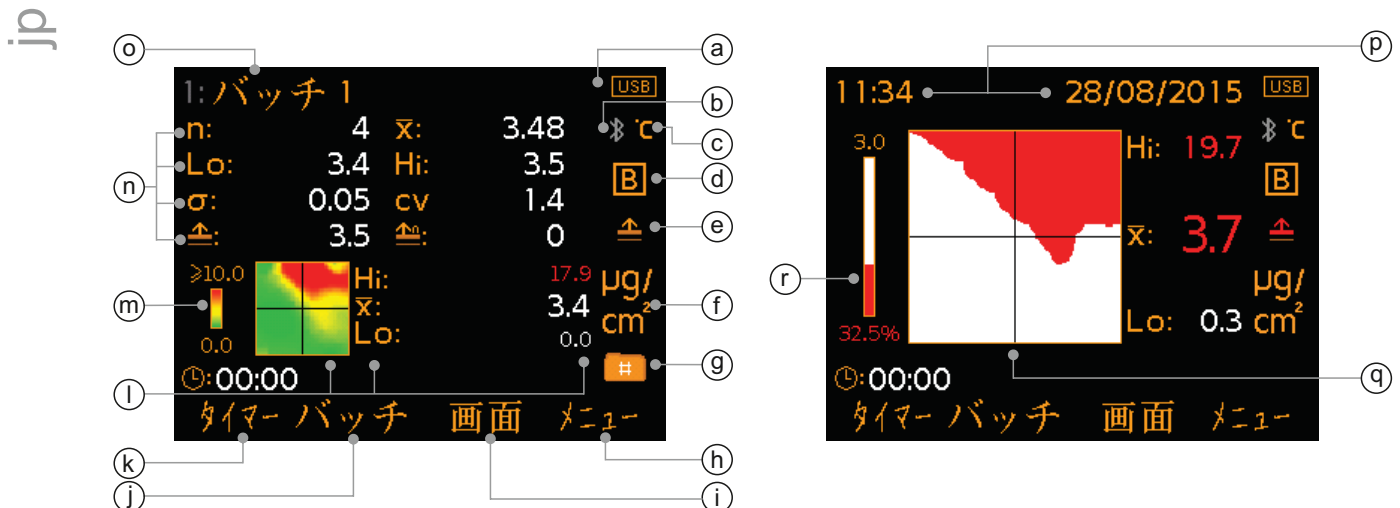 jp
o a p
1: バッチ 1 USB
b
n: 4 x̅: 3.48 ℃
c
Lo: 3.4 Hi: 3.5
n B d
σ: 0.05 cv 1.4
: 3.5 : 0 e
≥10.0 Hi: 17.9 µg/
m x̅: 3.4 cm² f
0.0 Lo: 0.0
# g
l :00:00
タイマー バッチ 画面 メニュー
k h
j i
11:34 28/08/2015 USB
3.0 Hi: 19.7 ℃
B
x̅: 3.7
r µg/
32.5% Lo: 0.3 cm²
:00:00 q
タイマー バッチ 画面 メニュー